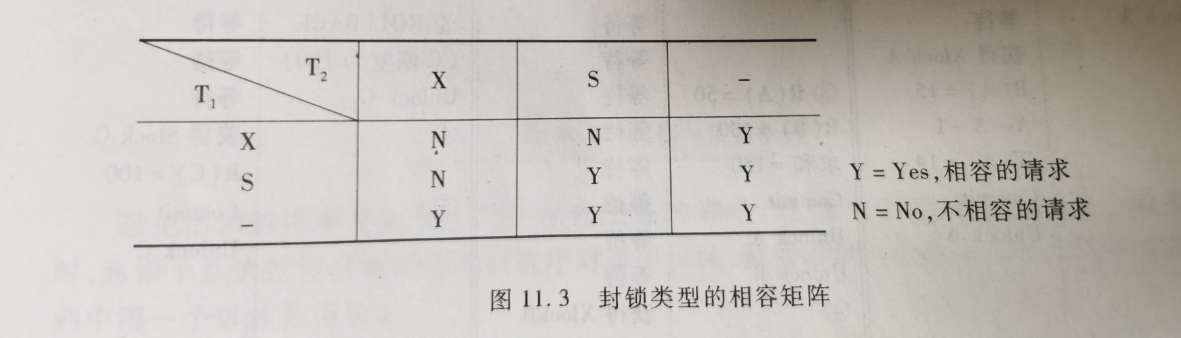 T₂ X S -
T₁
X N N Y
S N Y Y Y = Yes,相容的请求
- Y Y Y N = No,不相容的请求
图 11.3 封锁类型的相容矩阵